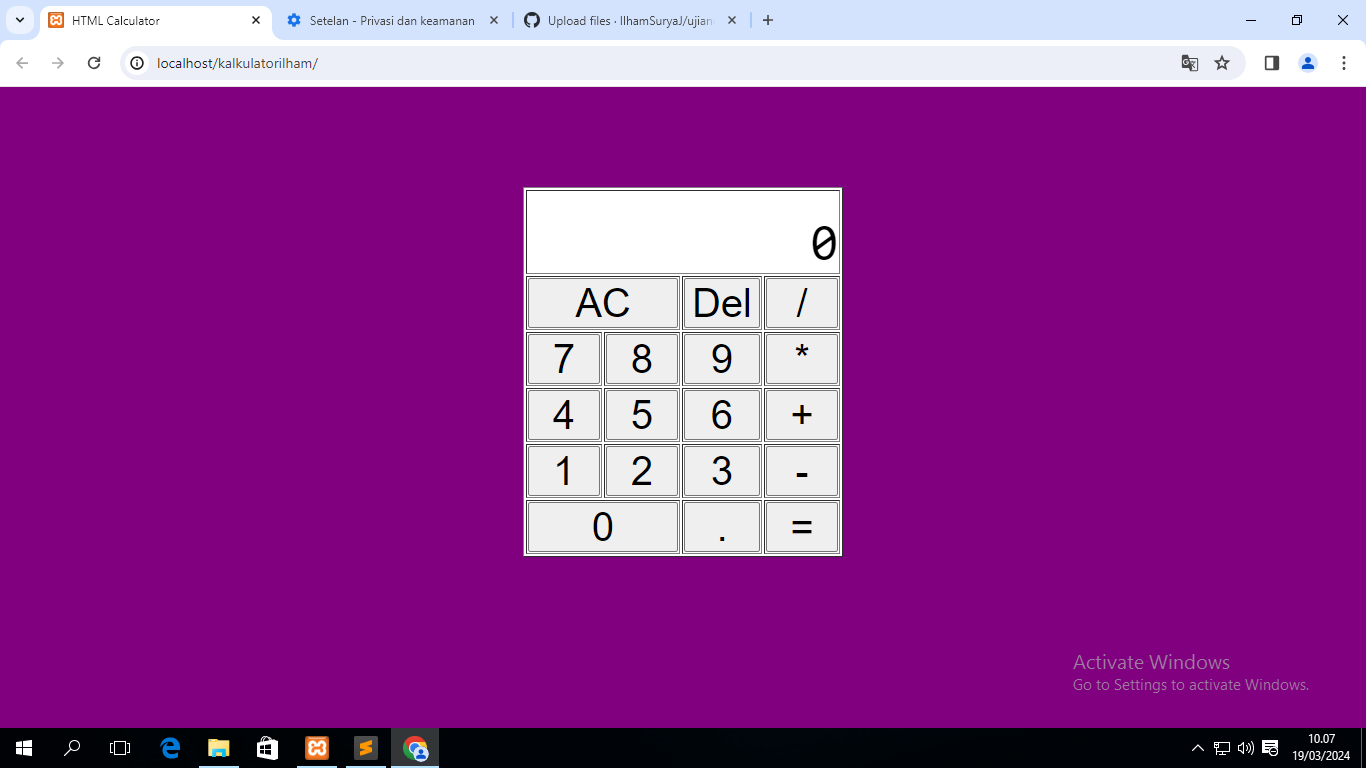 HTML Calculator
Setelan - Privasi dan keamanan
Upload files · IlhamSuryaJ/ujian
localhost/kalkulatorilham/
0
AC Del /
7 8 9 *
4 5 6 +
1 2 3 -
0 . =
Activate Windows
Go to Settings to activate Windows.
10.07
19/03/2024